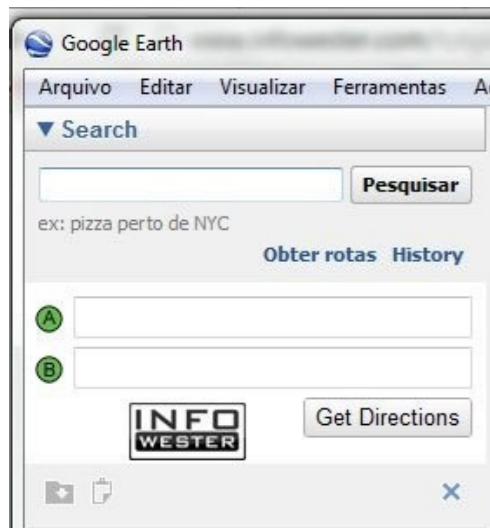 Google Earth
Arquivo Editar Visualizar Ferramentas
▼ Search
Pesquisar
ex: pizza perto de NYC
Obter rotas History
A
B
INFO
WESTER
Get Directions